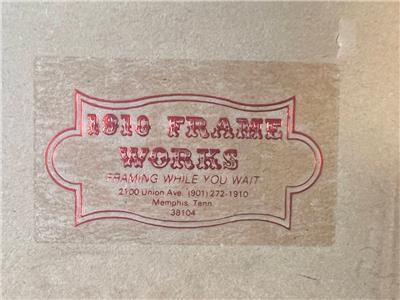 1910 FRAME
WORKS
FRAMING WHILE YOU WAIT
2100 Union Ave. (901) 272-1910
Memphis, Tenn.
38104